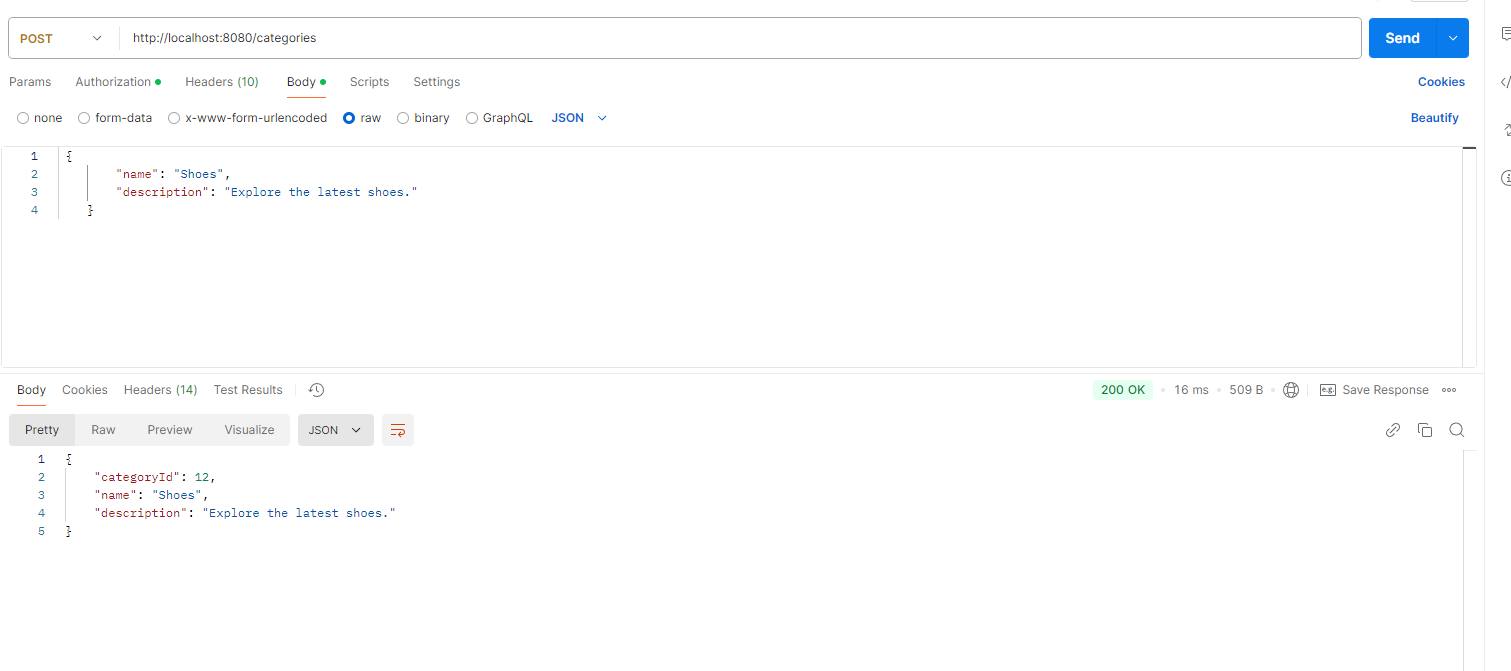 POST http://localhost:8080/categories Send
Params Authorization Headers (10) Body Scripts Settings Cookies
none form-data x-www-form-urlencoded raw binary GraphQL JSON Beautify
1 {
2 "name": "Shoes",
3 "description": "Explore the latest shoes."
4 }
Body Cookies Headers (14) Test Results 200 OK • 16 ms • 509 B • e.g. Save Response
Pretty Raw Preview Visualize JSON
1 {
2 "categoryId": 12,
3 "name": "Shoes",
4 "description": "Explore the latest shoes."
5 }